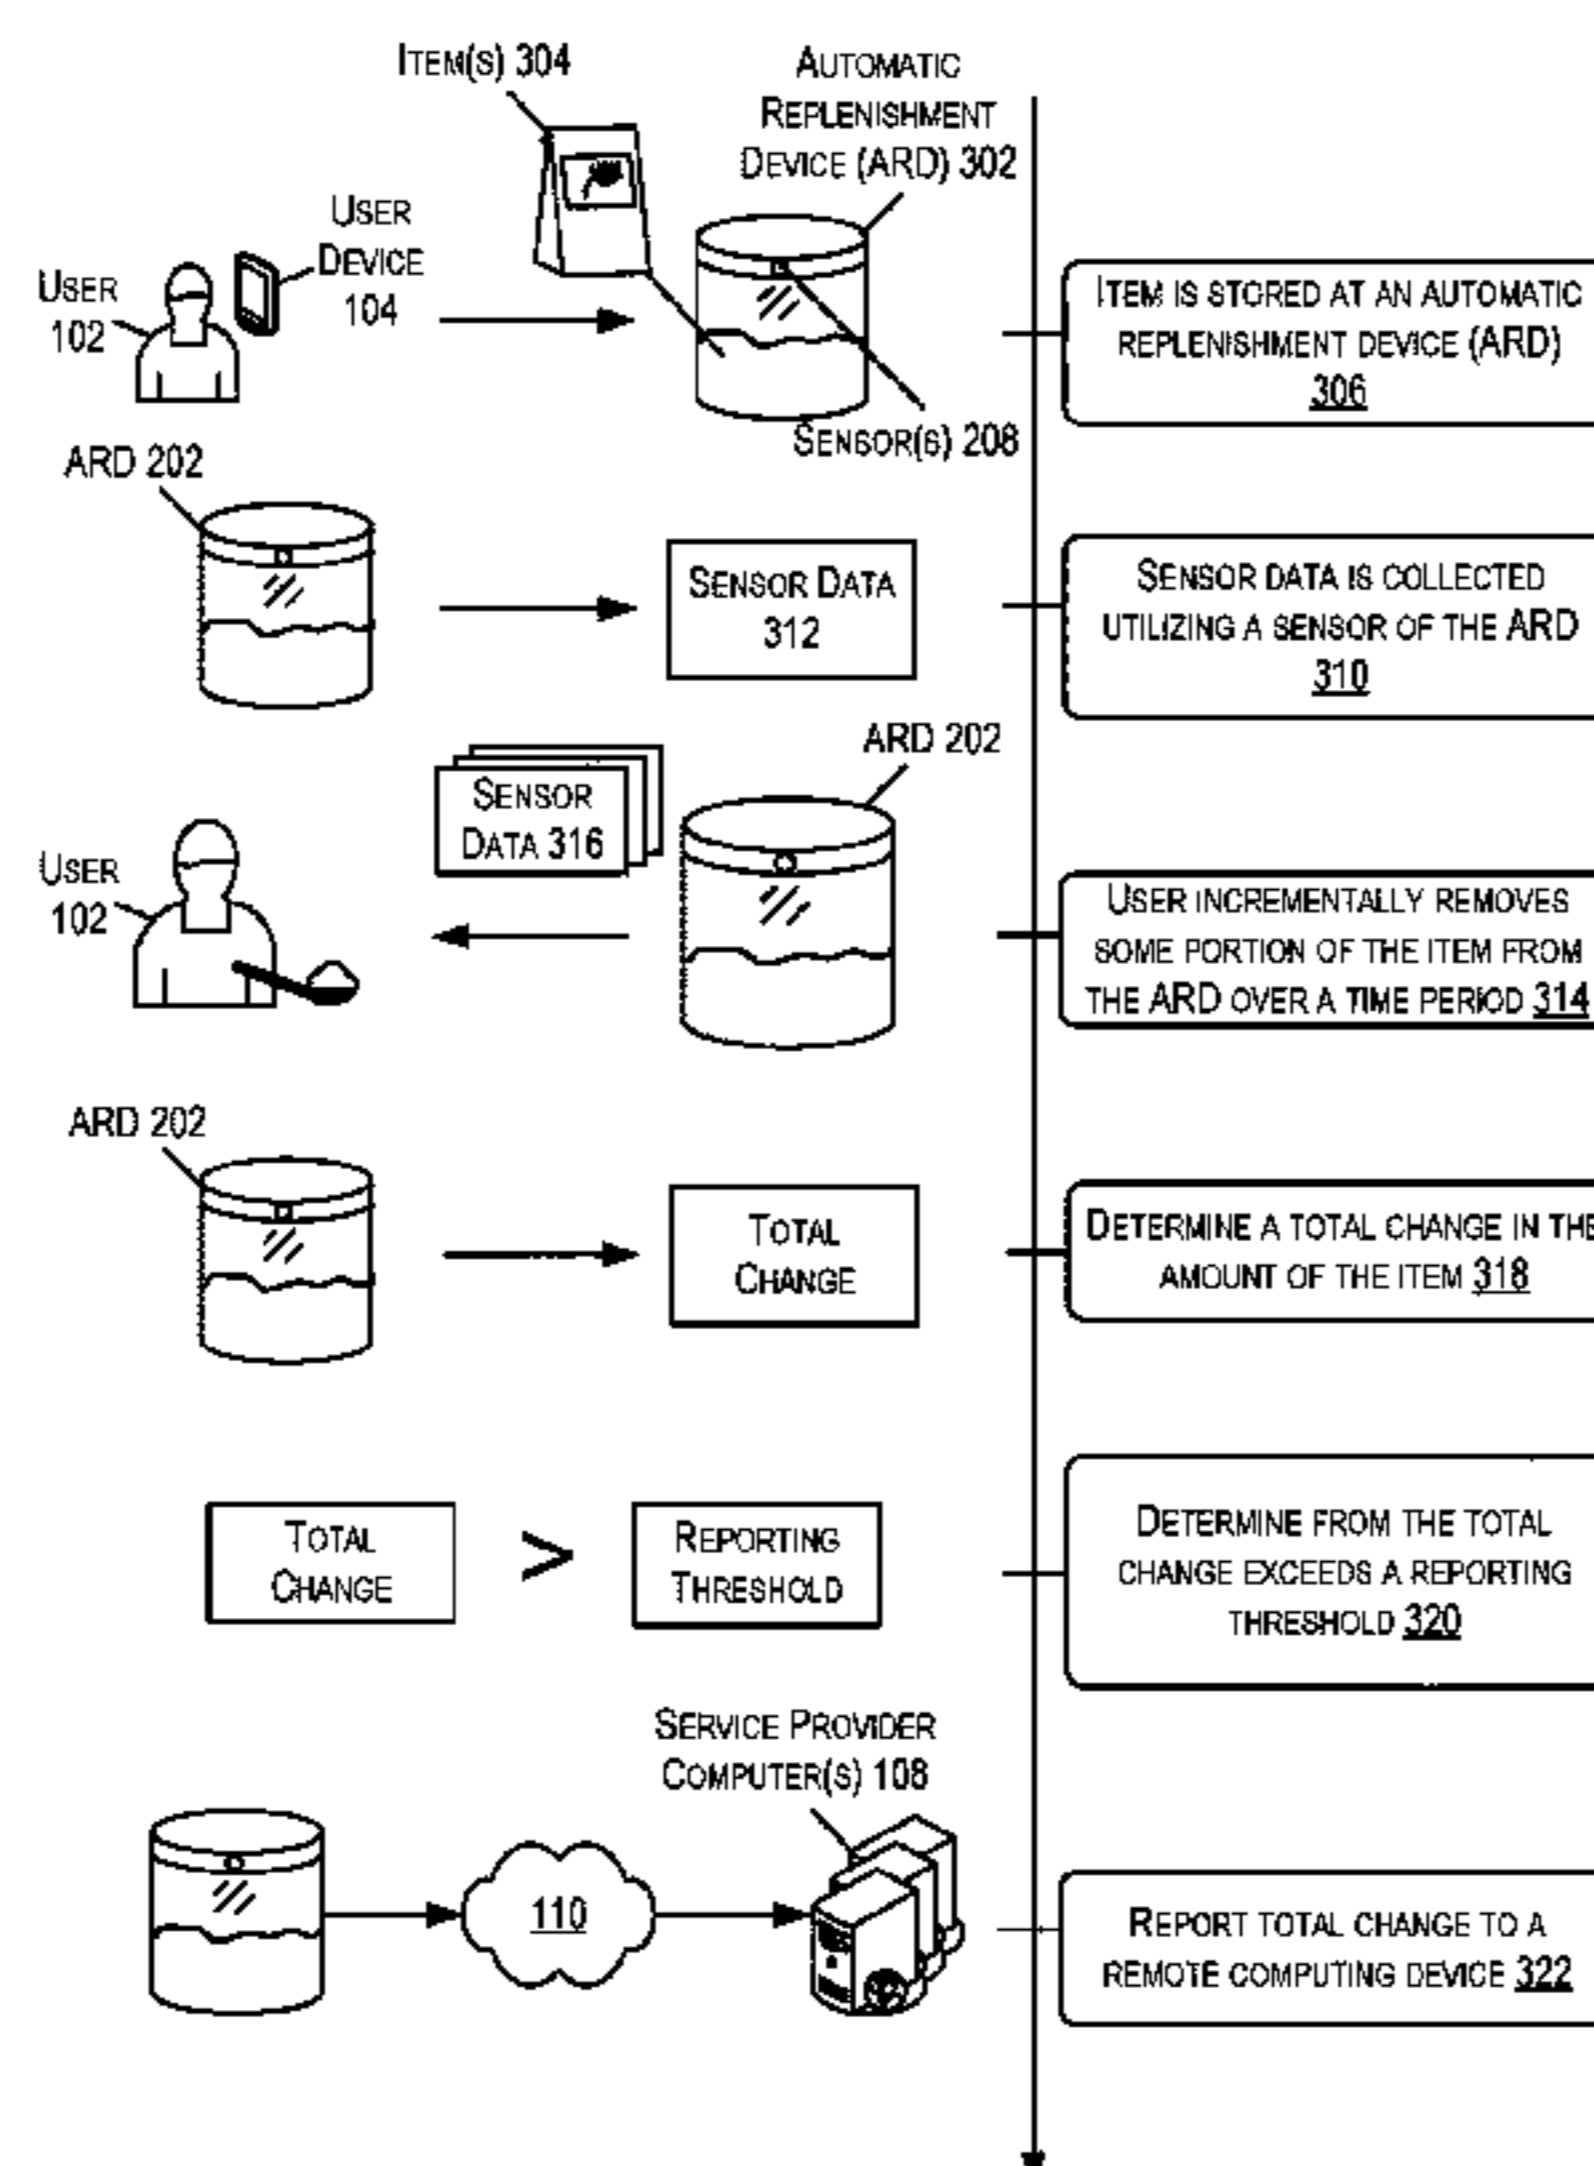 ITEM(S) 304
AUTOMATIC
REPLENISHMENT
DEVICE (ARD) 302
USER
DEVICE
104
USER
102
SENSOR(S) 208
ITEM IS STORED AT AN AUTOMATIC
REPLENISHMENT DEVICE (ARD)
306
ARD 202
SENSOR DATA
312
SENSOR DATA IS COLLECTED
UTILIZING A SENSOR OF THE ARD
310
ARD 202
SENSOR
DATA 316
USER
102
USER INCREMENTALLY REMOVES
SOME PORTION OF THE ITEM FROM
THE ARD OVER A TIME PERIOD 314
ARD 202
TOTAL
CHANGE
DETERMINE A TOTAL CHANGE IN THE
AMOUNT OF THE ITEM 318
TOTAL
CHANGE
>
REPORTING
THRESHOLD
DETERMINE FROM THE TOTAL
CHANGE EXCEEDS A REPORTING
THRESHOLD 320
SERVICE PROVIDER
COMPUTER(S) 108
110
REPORT TOTAL CHANGE TO A
REMOTE COMPUTING DEVICE 322